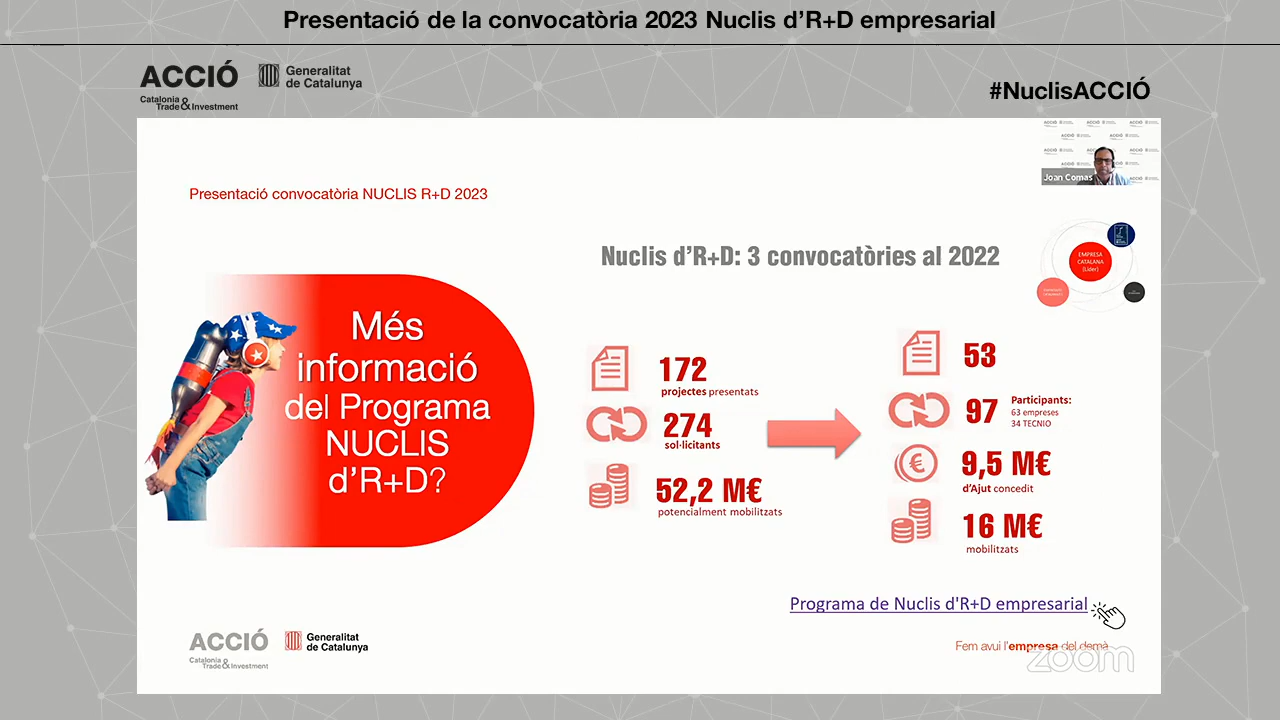 Presentació de la convocatòria 2023 Nuclis d'R+D empresarial
ACCIÓ
Catalonia
Trade & Investment
Generalitat
de Catalunya
#NuclisACCIÓ
Joan Comas
Presentació convocatòria NUCLIS R+D 2023
Nuclis d'R+D: 3 convocatòries al 2022
EMPRESA
CATALANA
(Líder)
Més
informació
del Programa
NUCLIS
d'R+D?
172
projectes presentats
274
sol·licitants
52,2 M€
potencialment mobilitzats
53
97
Participants:
63 empreses
34 TECNIO
9,5 M€
d'Ajut concedit
16 M€
mobilitzats
Programa de Nuclis d'R+D empresarial
ACCIÓ
Catalonia
Trade & Investment
Generalitat
de Catalunya
Fem avui l'empresa del demà
zoom